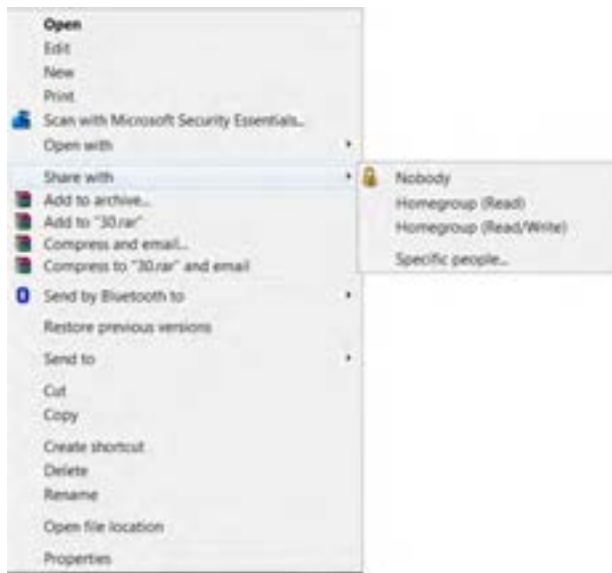 Open
Edit
New
Print
Scan with Microsoft Security Essentials...
Open with
Share with
Add to archive...
Add to "30.rar"
Compress and email...
Compress to "30.rar" and email
Send by Bluetooth to
Restore previous versions
Send to
Cut
Copy
Create shortcut
Delete
Rename
Open file location
Properties
Nobody
Homegroup (Read)
Homegroup (Read/Write)
Specific people...